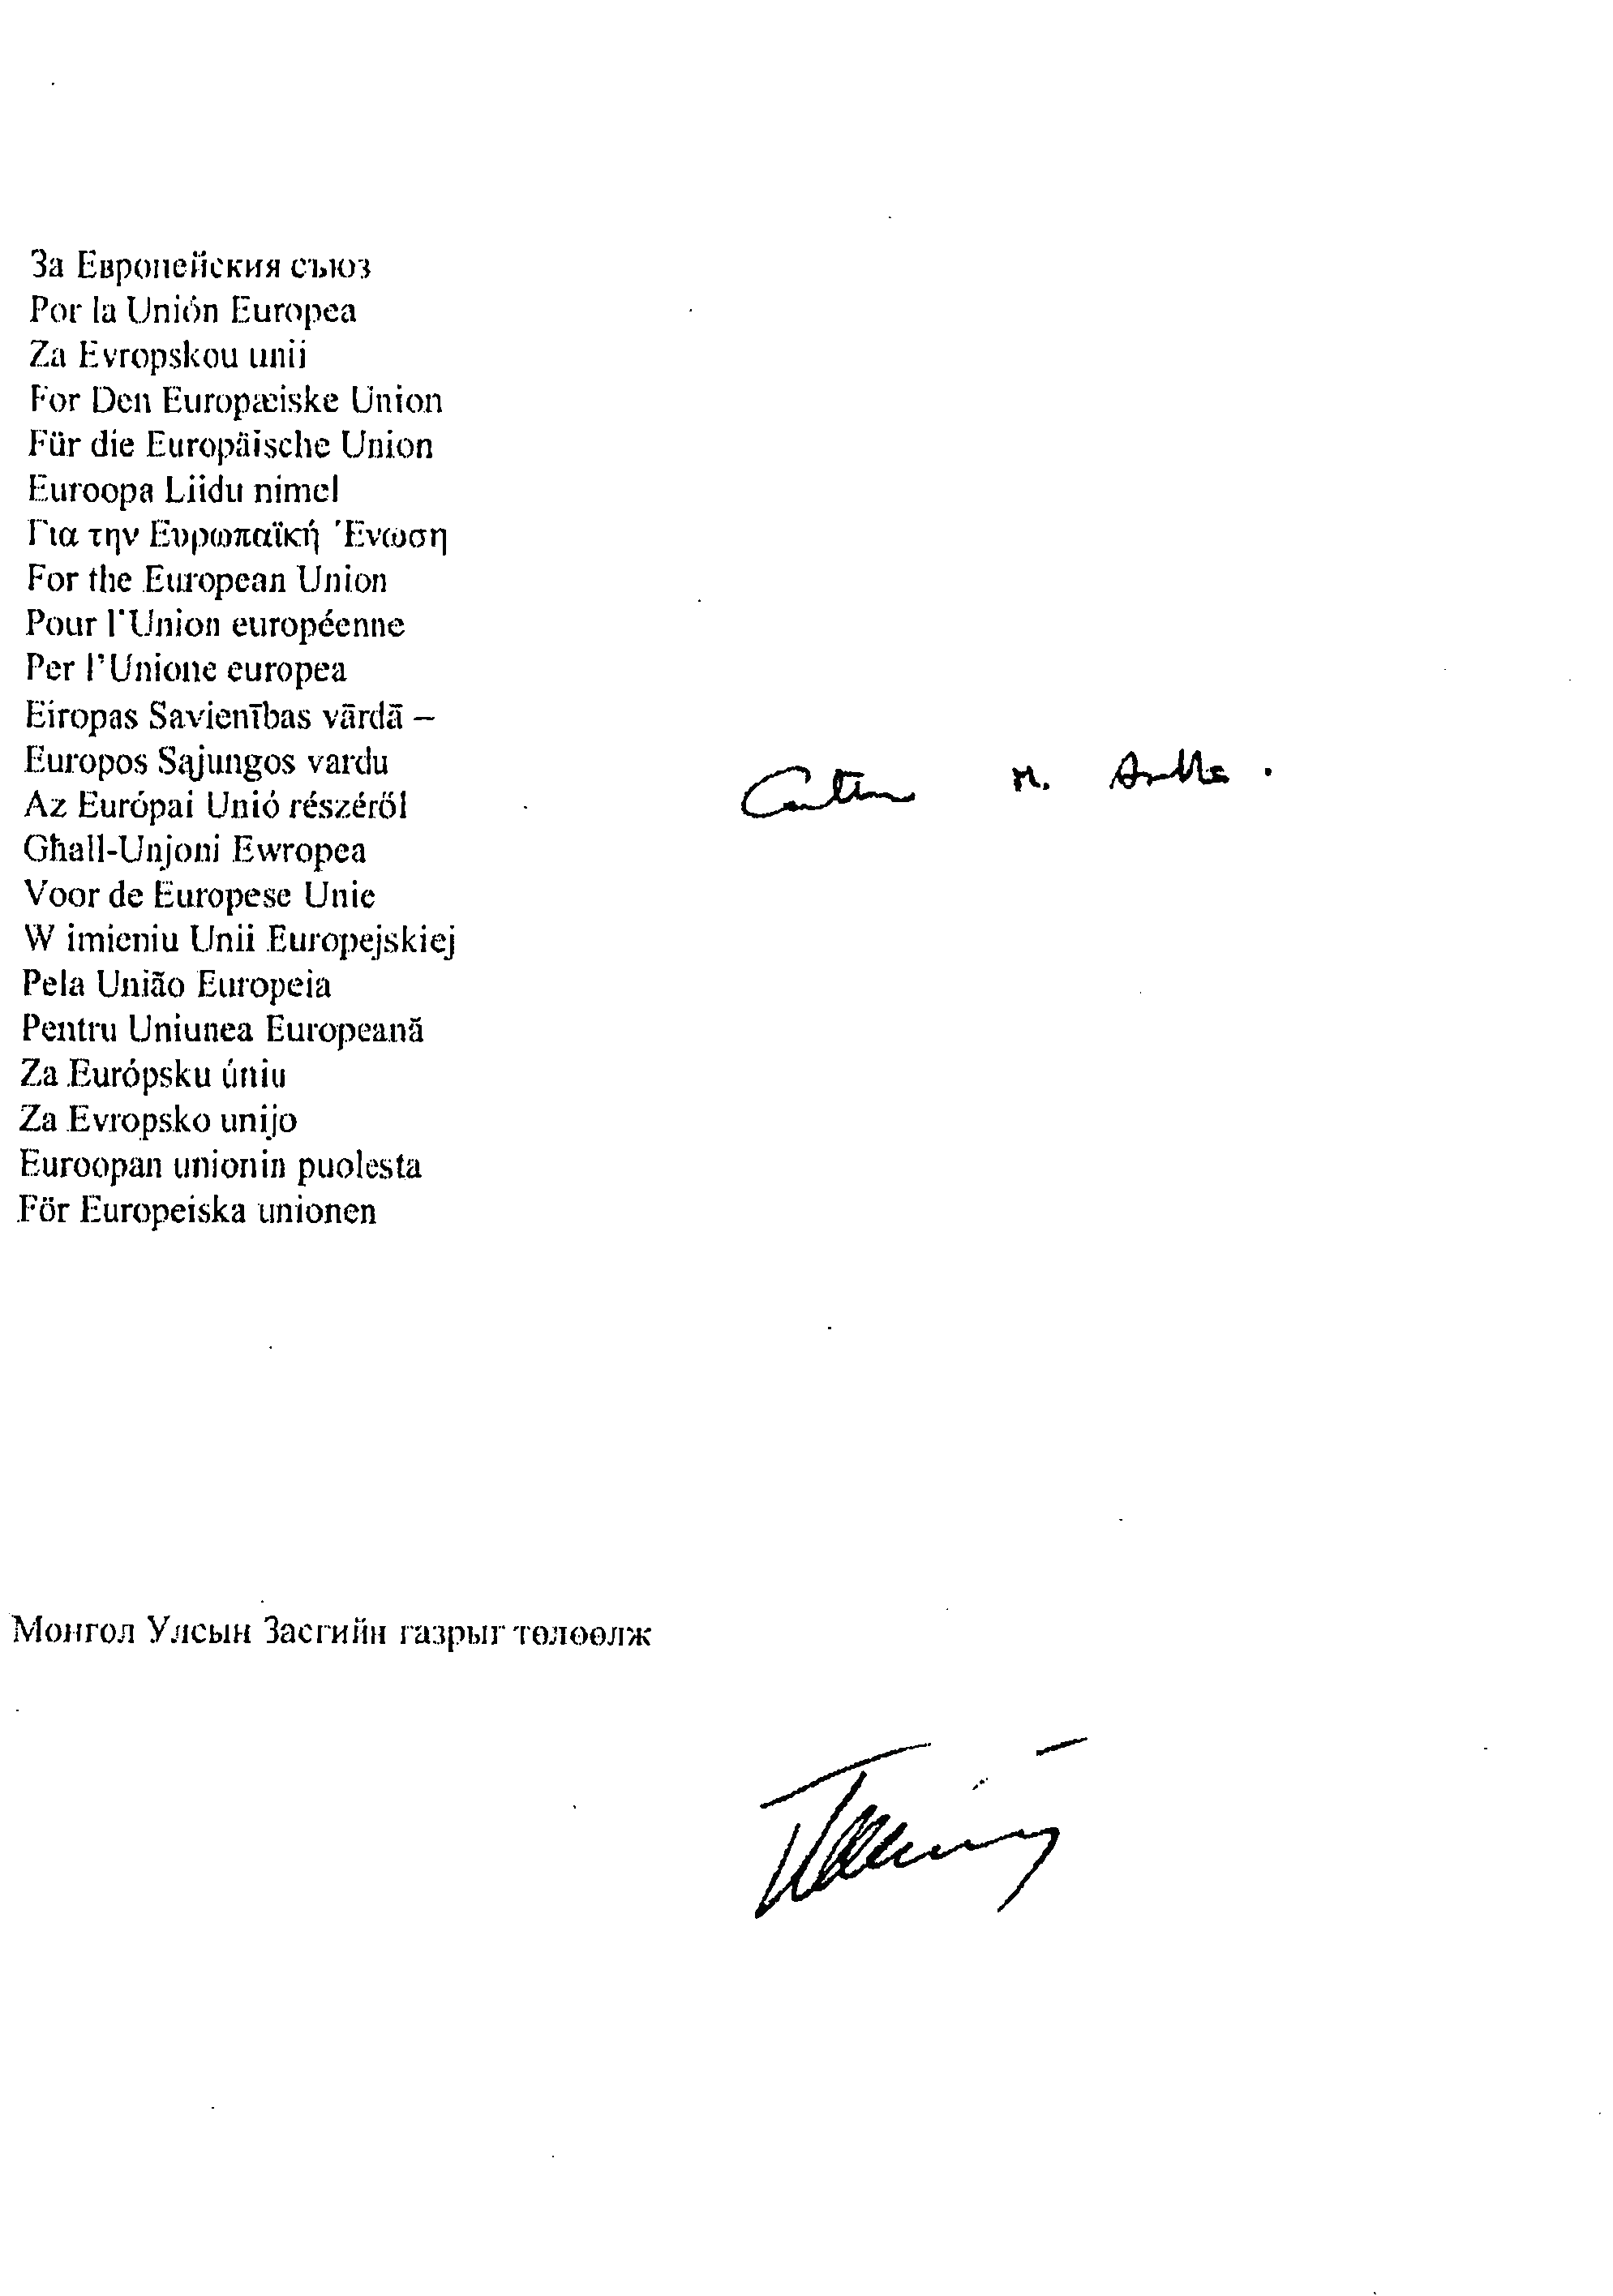 За Европейския съюз
Por la Unión Europea
Za Evropskou unii
For Den Europæiske Union
Für die Europäische Union
Euroopa Liidu nimel
Για την Ευρωπαϊκή Ένωση
For the European Union
Pour l'Union européenne
Per l'Unione europea
Eiropas Savienības vārdā –
Europos Sąjungos vardu
Az Európai Unió részéről
Għall-Unjoni Ewropea
Voor de Europese Unie
W imieniu Unii Europejskiej
Pela União Europeia
Pentru Uniunea Europeană
Za Európsku úniu
Za Evropsko unijo
Euroopan unionin puolesta
För Europeiska unionen
Монгол Улсын Засгийн газрыг төлөөлж